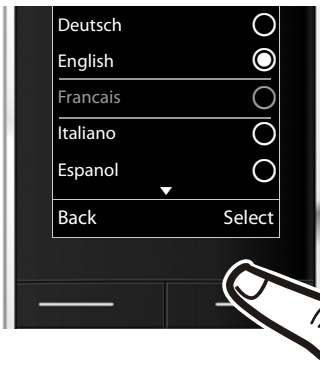 Deutsch
English
Francais
Italiano
Espanol
Back Select